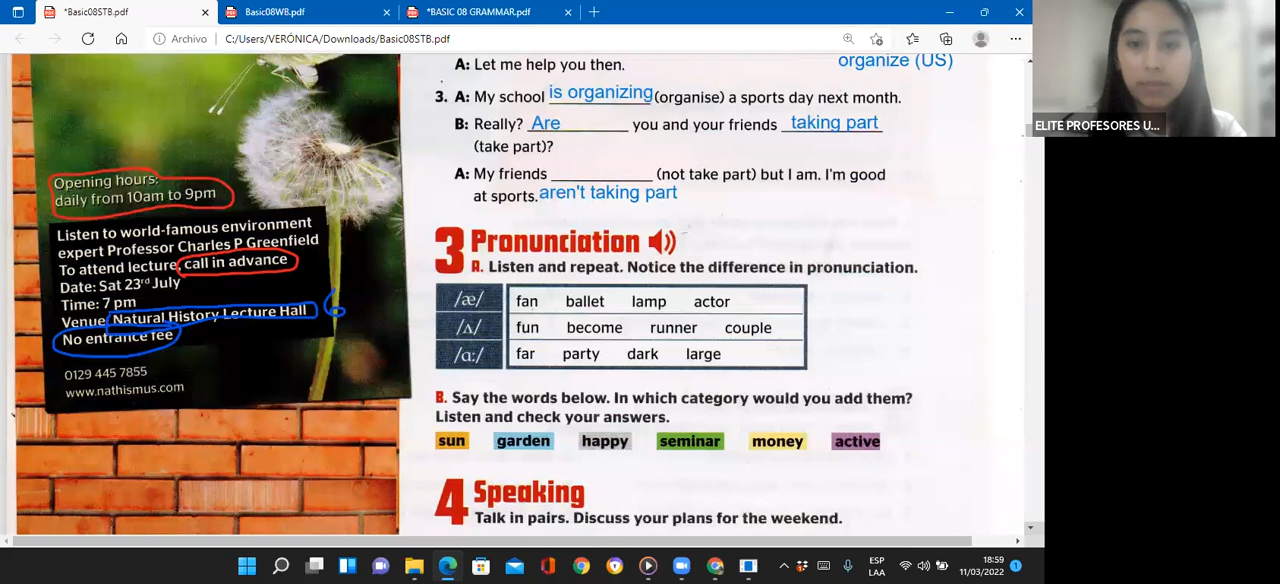 *Basic08STB.pdf
Basic08WB.pdf
*BASIC 08 GRAMMAR.pdf
Archivo
C:/Users/VERÓNICA/Downloads/Basic08STB.pdf
ELITE PROFESORES U...
Opening hours:
daily from 10am to 9pm
Listen to world-famous environment
expert Professor Charles P Greenfield
To attend lecture, call in advance
Date: Sat 23rd July
Time: 7 pm
Venue: Natural History Lecture Hall
No entrance fee
0129 445 7855
www.nathismus.com
A: Let me help you then.
organize (US)
3. A: My school is organizing (organise) a sports day next month.
B: Really? Are you and your friends taking part
(take part)?
A: My friends (not take part) but I am. I'm good
at sports. aren't taking part
3 Pronunciation
A. Listen and repeat. Notice the difference in pronunciation.
/æ/ fan ballet lamp actor
/ʌ/ fun become runner couple
/ɑː/ far party dark large
B. Say the words below. In which category would you add them?
Listen and check your answers.
sun garden happy seminar money active
4 Speaking
Talk in pairs. Discuss your plans for the weekend.
ESP
LAA
18:59
11/03/2022
1